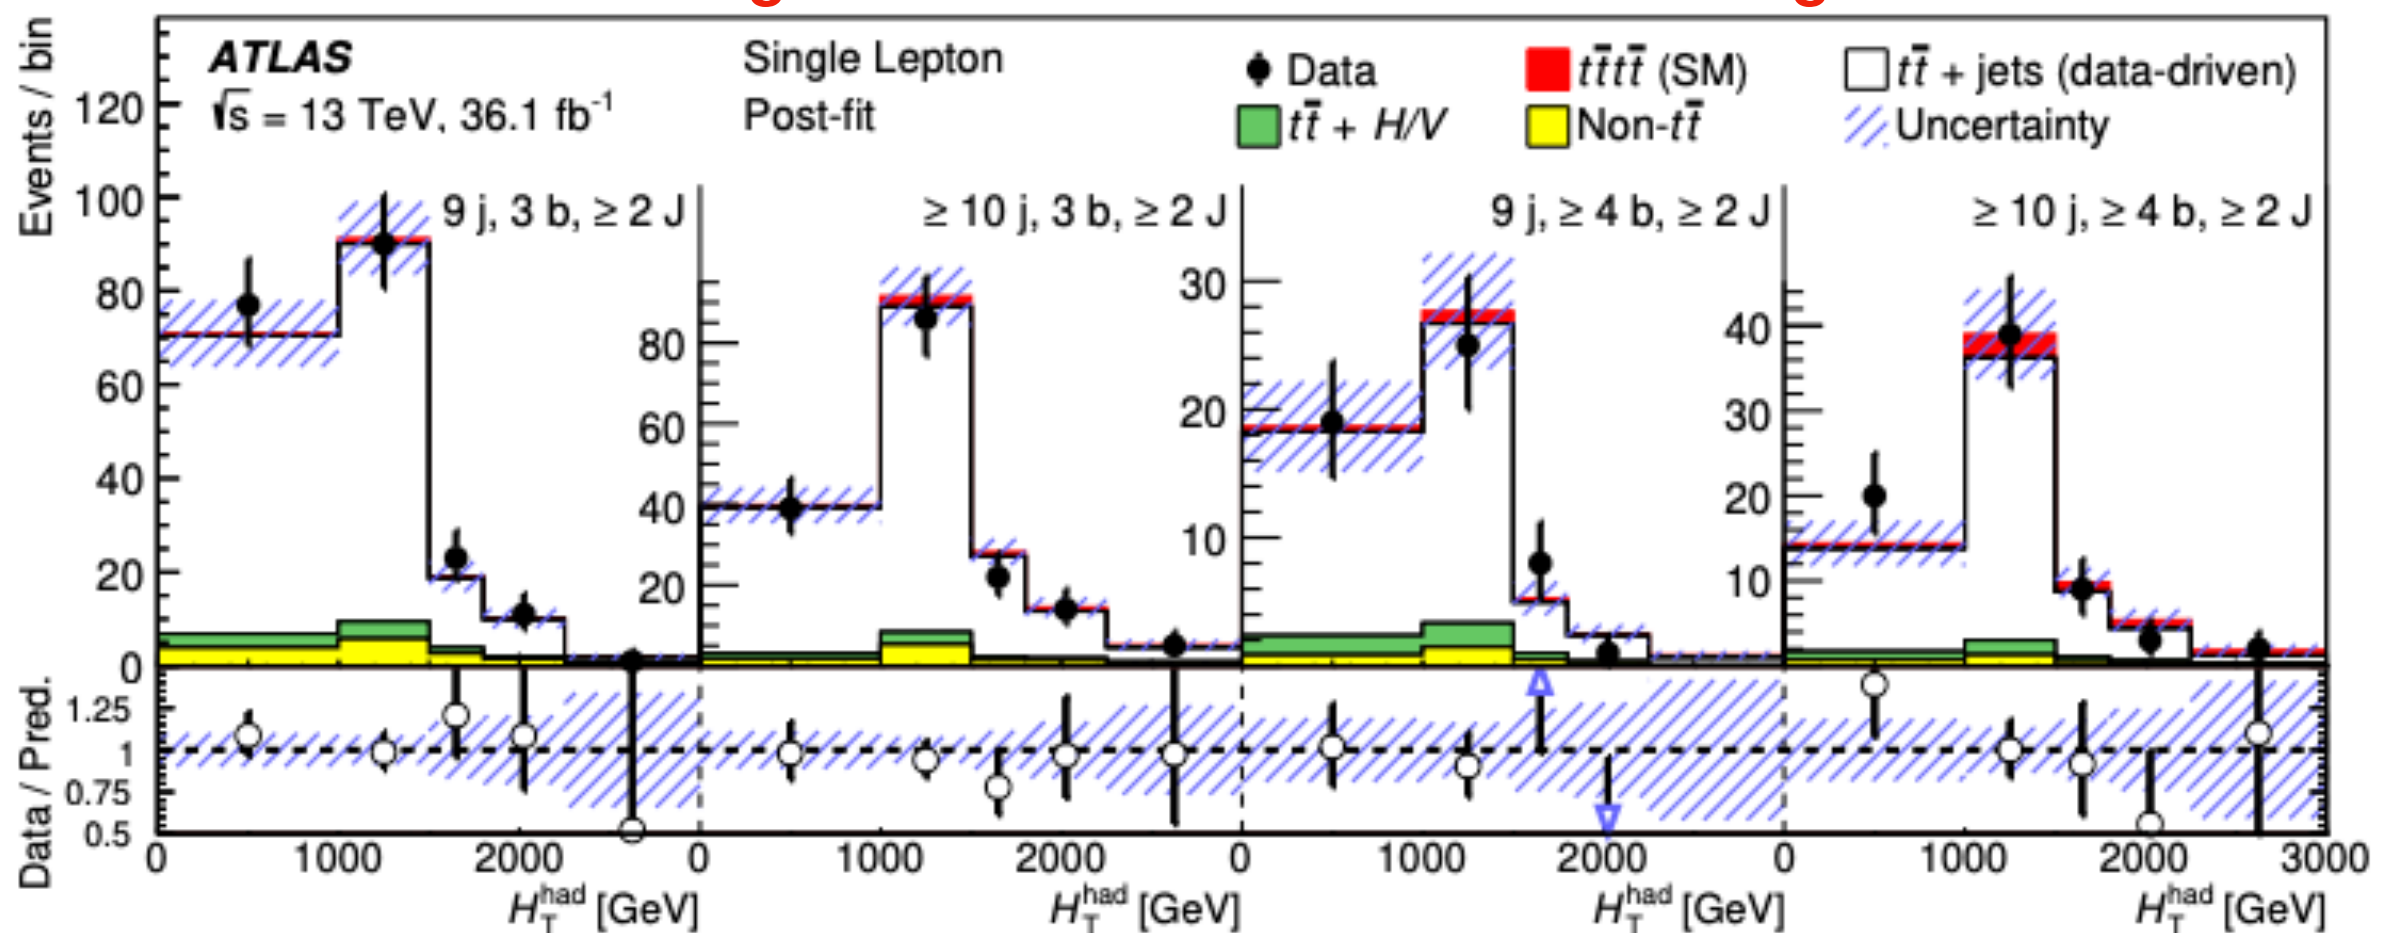 Events / bin
ATLAS
√s = 13 TeV, 36.1 fb⁻¹
Single Lepton
Post-fit
Data
tt̄tt̄ (SM)
tt̄ + jets (data-driven)
tt̄ + H/V
Non-tt̄
Uncertainty
9 j, 3 b, ≥ 2 J
≥ 10 j, 3 b, ≥ 2 J
9 j, ≥ 4 b, ≥ 2 J
≥ 10 j, ≥ 4 b, ≥ 2 J
120
100
80
60
40
20
0
80
60
40
20
30
20
10
40
30
20
10
Data / Pred.
1.25
1
0.75
0.5
0 1000 2000 0 1000 2000 0 1000 2000 0 1000 2000 3000
H_T^had [GeV] H_T^had [GeV] H_T^had [GeV] H_T^had [GeV]